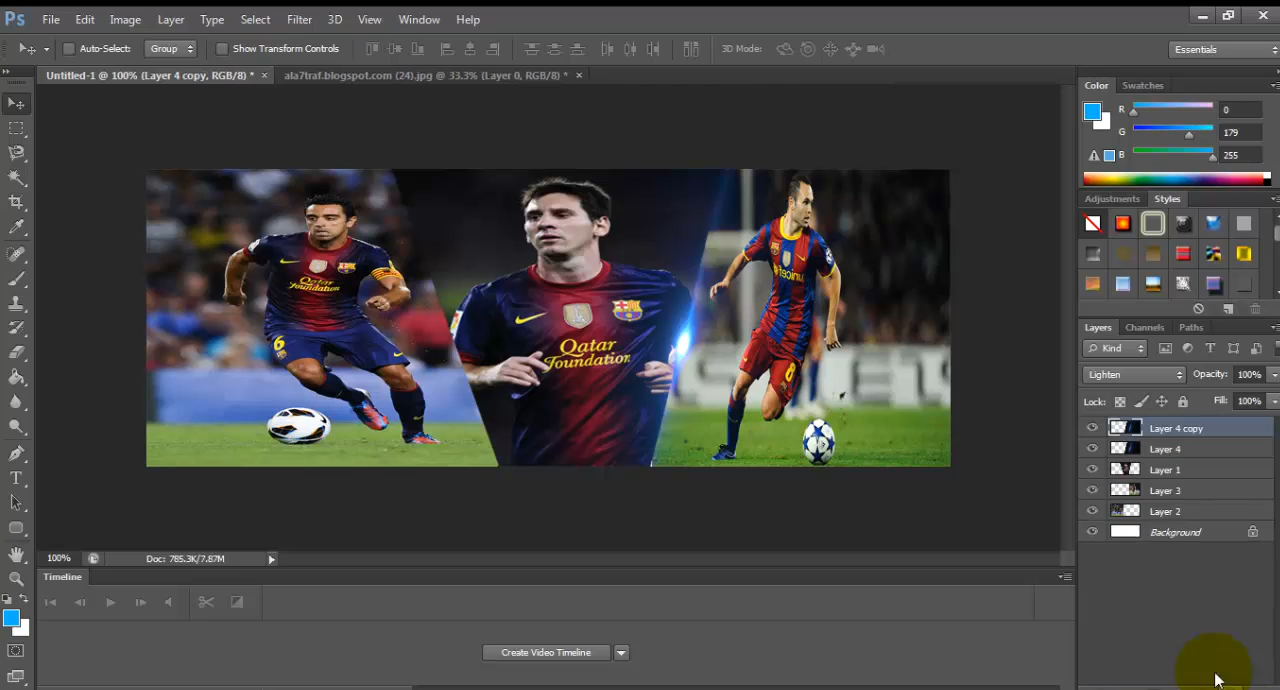 Ps File Edit Image Layer Type Select Filter 3D View Window Help
Auto-Select: Group Show Transform Controls 3D Mode: Essentials
Untitled-1 @ 100% (Layer 4 copy, RGB/8) * × ala7traf.blogspot.com (24).jpg @ 33.3% (Layer 0, RGB/8) * ×
Color Swatches
R 0
G 179
B 255
Adjustments Styles
Layers Channels Paths
Kind
Lighten Opacity: 100%
Lock: Fill: 100%
Layer 4 copy
Layer 4
Layer 1
Layer 3
Layer 2
Background
Qatar
Foundation
6
Qatar
Foundation
8
100% Doc: 785.3K/7.87M
Timeline
Create Video Timeline